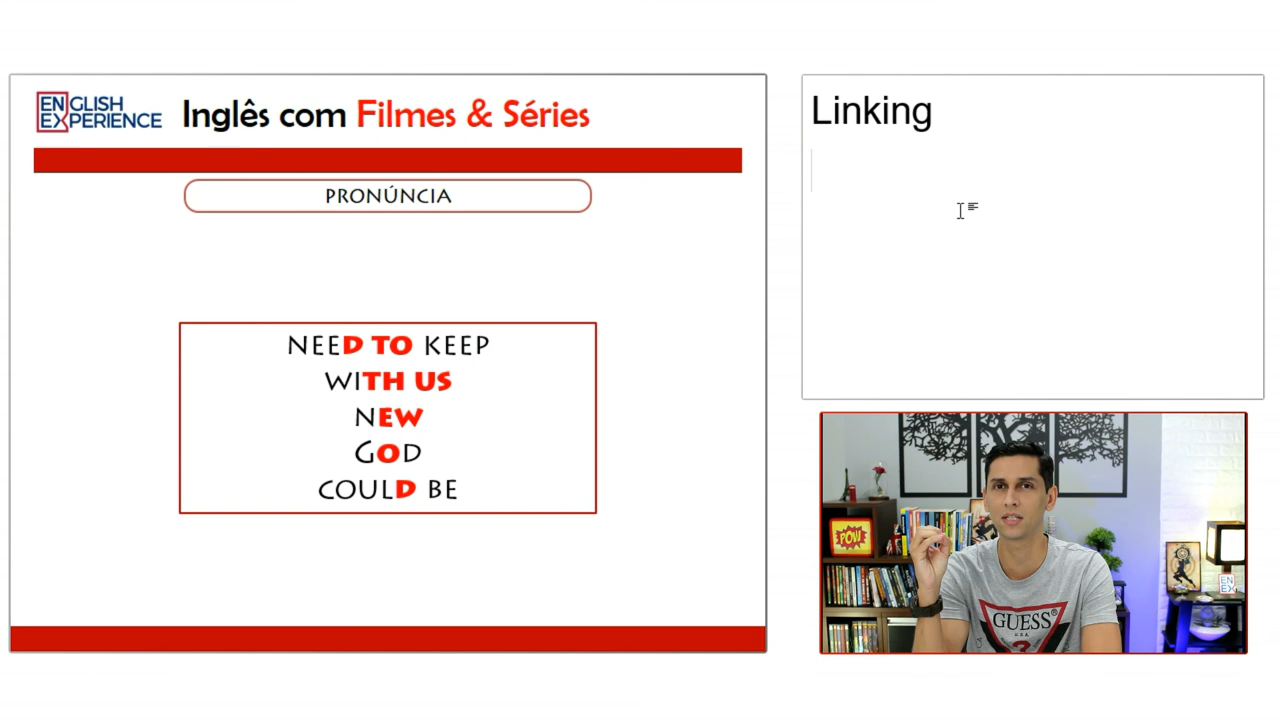 ENGLISH
EXPERIENCE
Inglês com Filmes & Séries
PRONÚNCIA
NEED TO KEEP
WITH US
NEW
GOD
COULD BE
Linking
POW
GUESS
U.S.A.
?
EN
EX